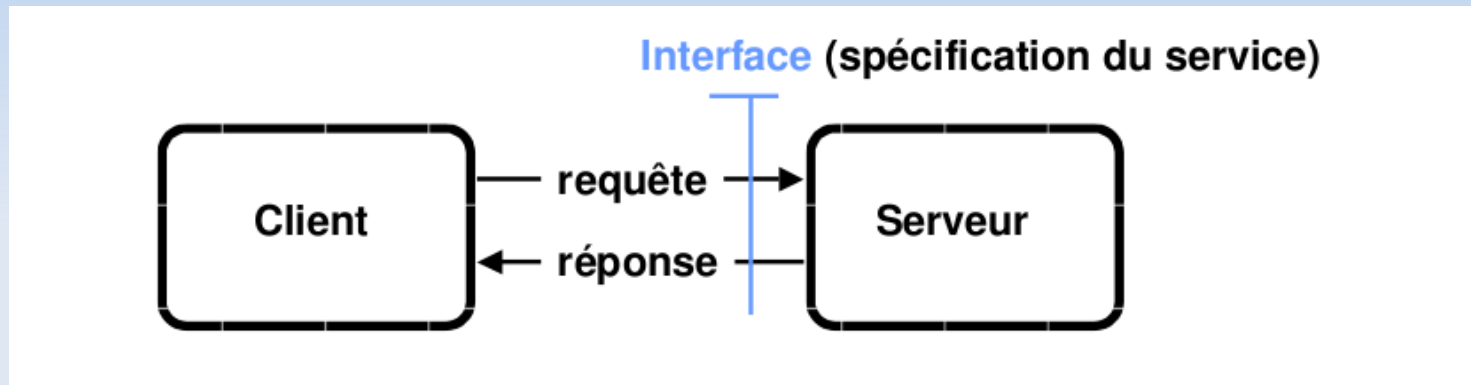 Interface (spécification du service)
requête
Client
Serveur
réponse